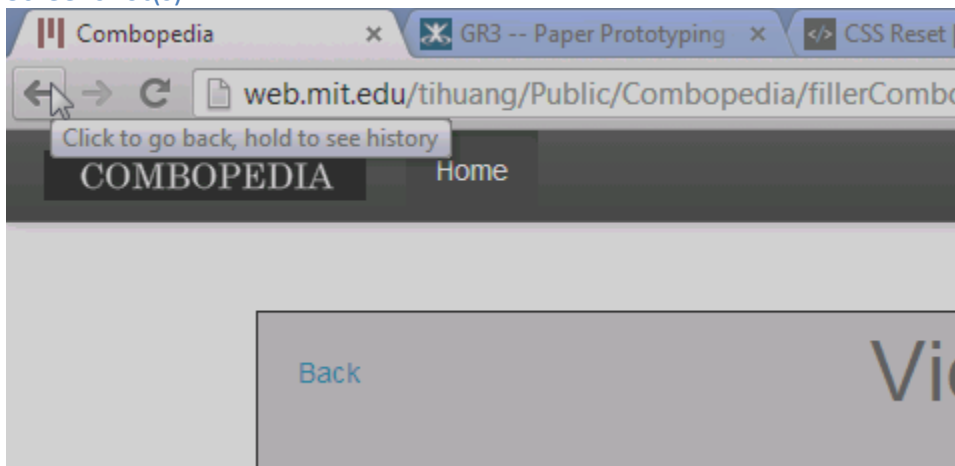 Combopedia
GR3 -- Paper Prototyping
CSS Reset
web.mit.edu/tihuang/Public/Combopedia/fillerCombo
Click to go back, hold to see history
COMBOPEDIA
Home
Back